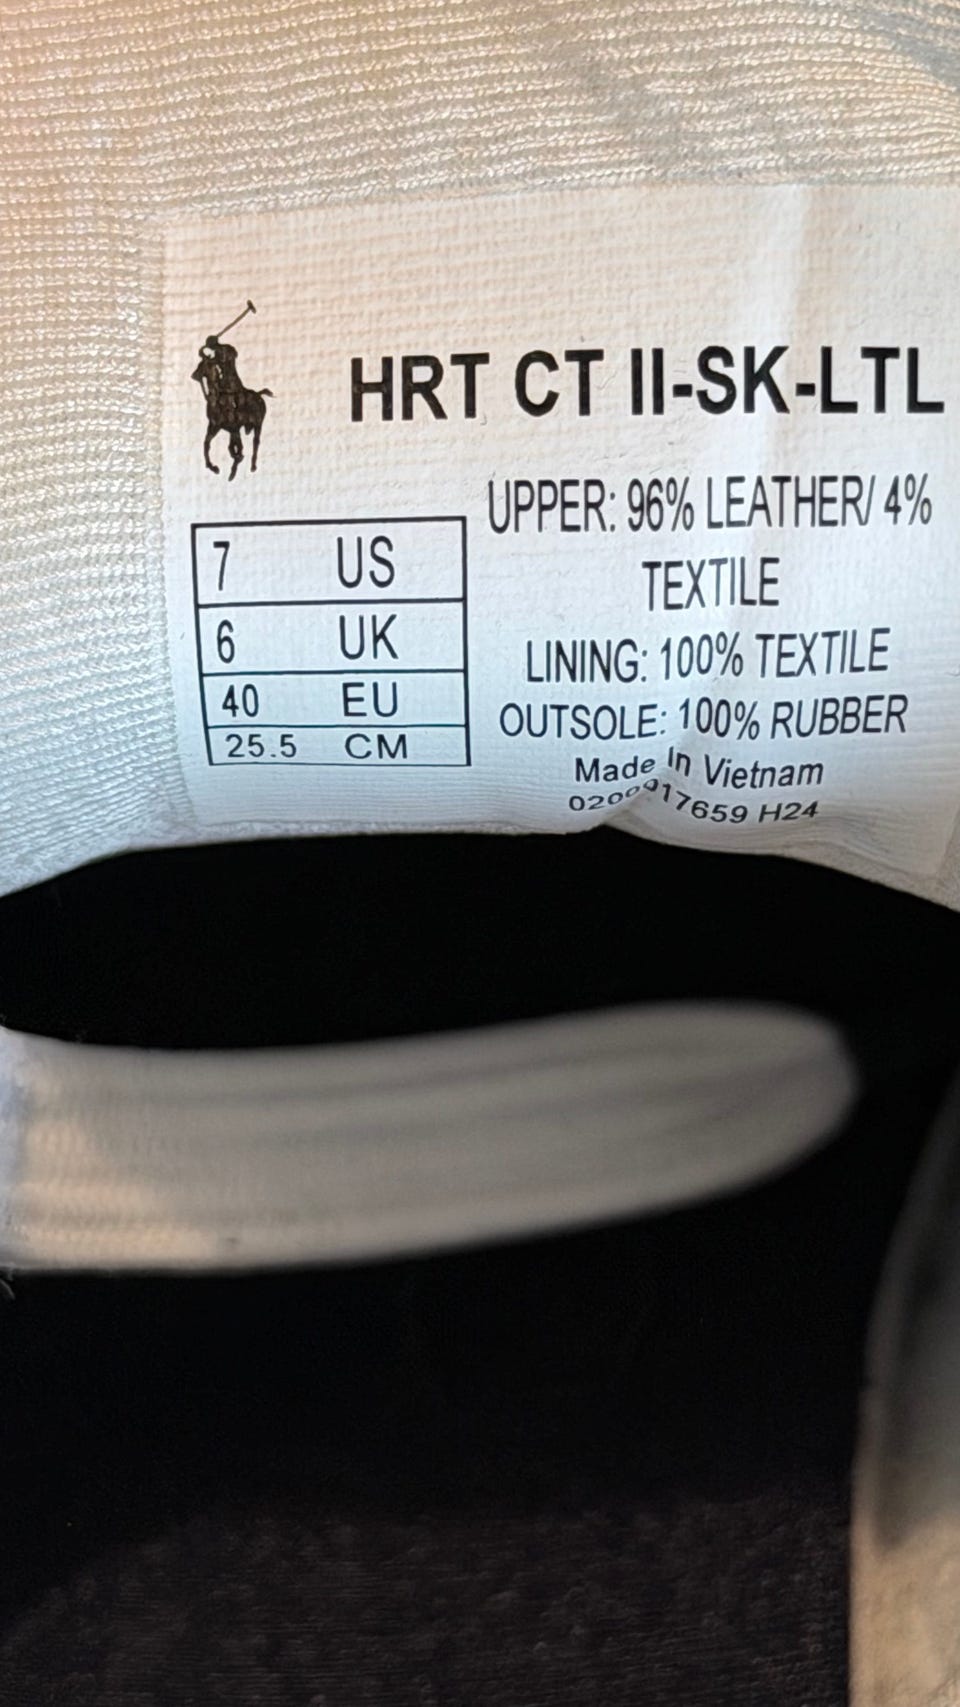 HRT CT II-SK-LTL
UPPER: 96% LEATHER/ 4%
TEXTILE
LINING: 100% TEXTILE
OUTSOLE: 100% RUBBER
Made In Vietnam
H24
7 US
6 UK
40 EU
25.5 CM